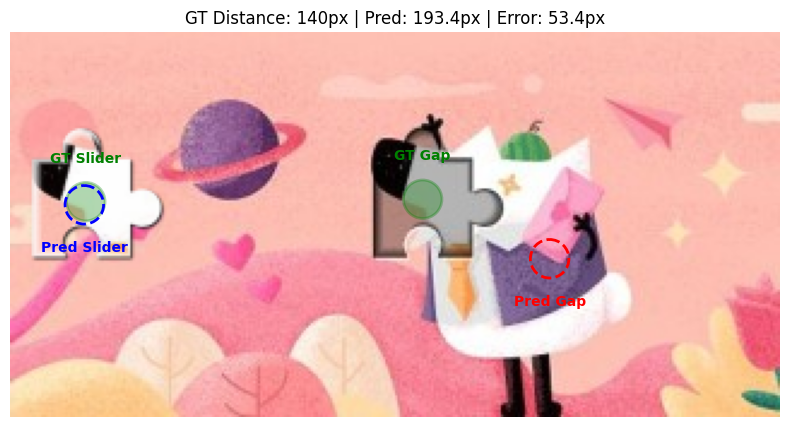 GT Distance: 140px | Pred: 193.4px | Error: 53.4px
GT Slider
GT Gap
Pred Slider
Pred Gap